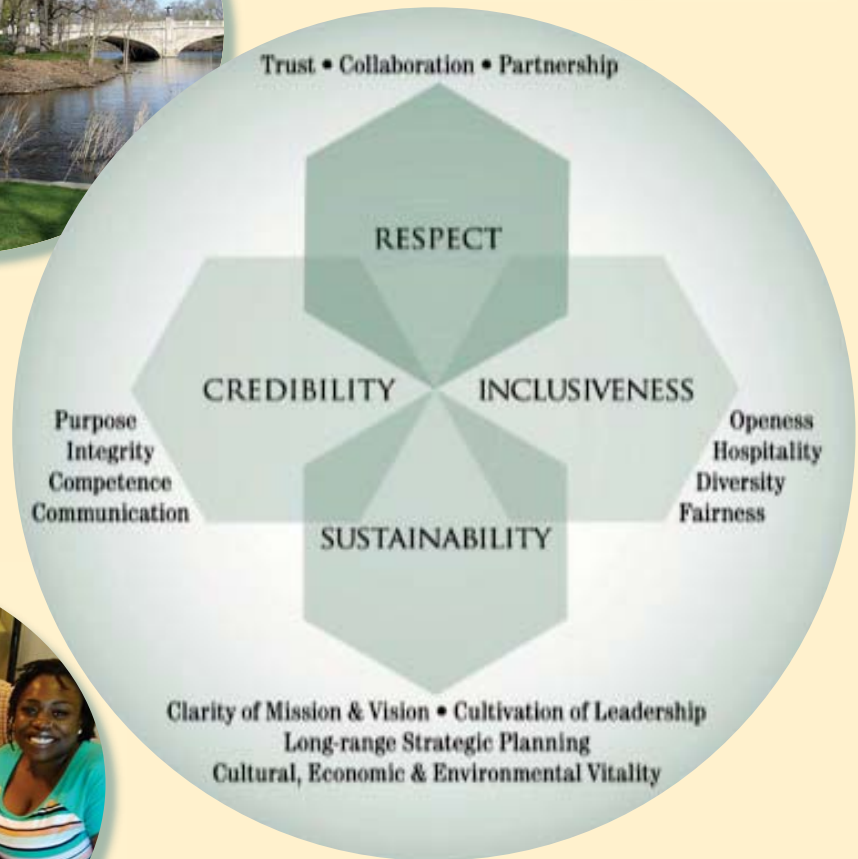 Trust • Collaboration • Partnership
RESPECT
CREDIBILITY
INCLUSIVENESS
Purpose
Integrity
Competence
Communication
Openess
Hospitality
Diversity
Fairness
SUSTAINABILITY
Clarity of Mission & Vision • Cultivation of Leadership
Long-range Strategic Planning
Cultural, Economic & Environmental Vitality